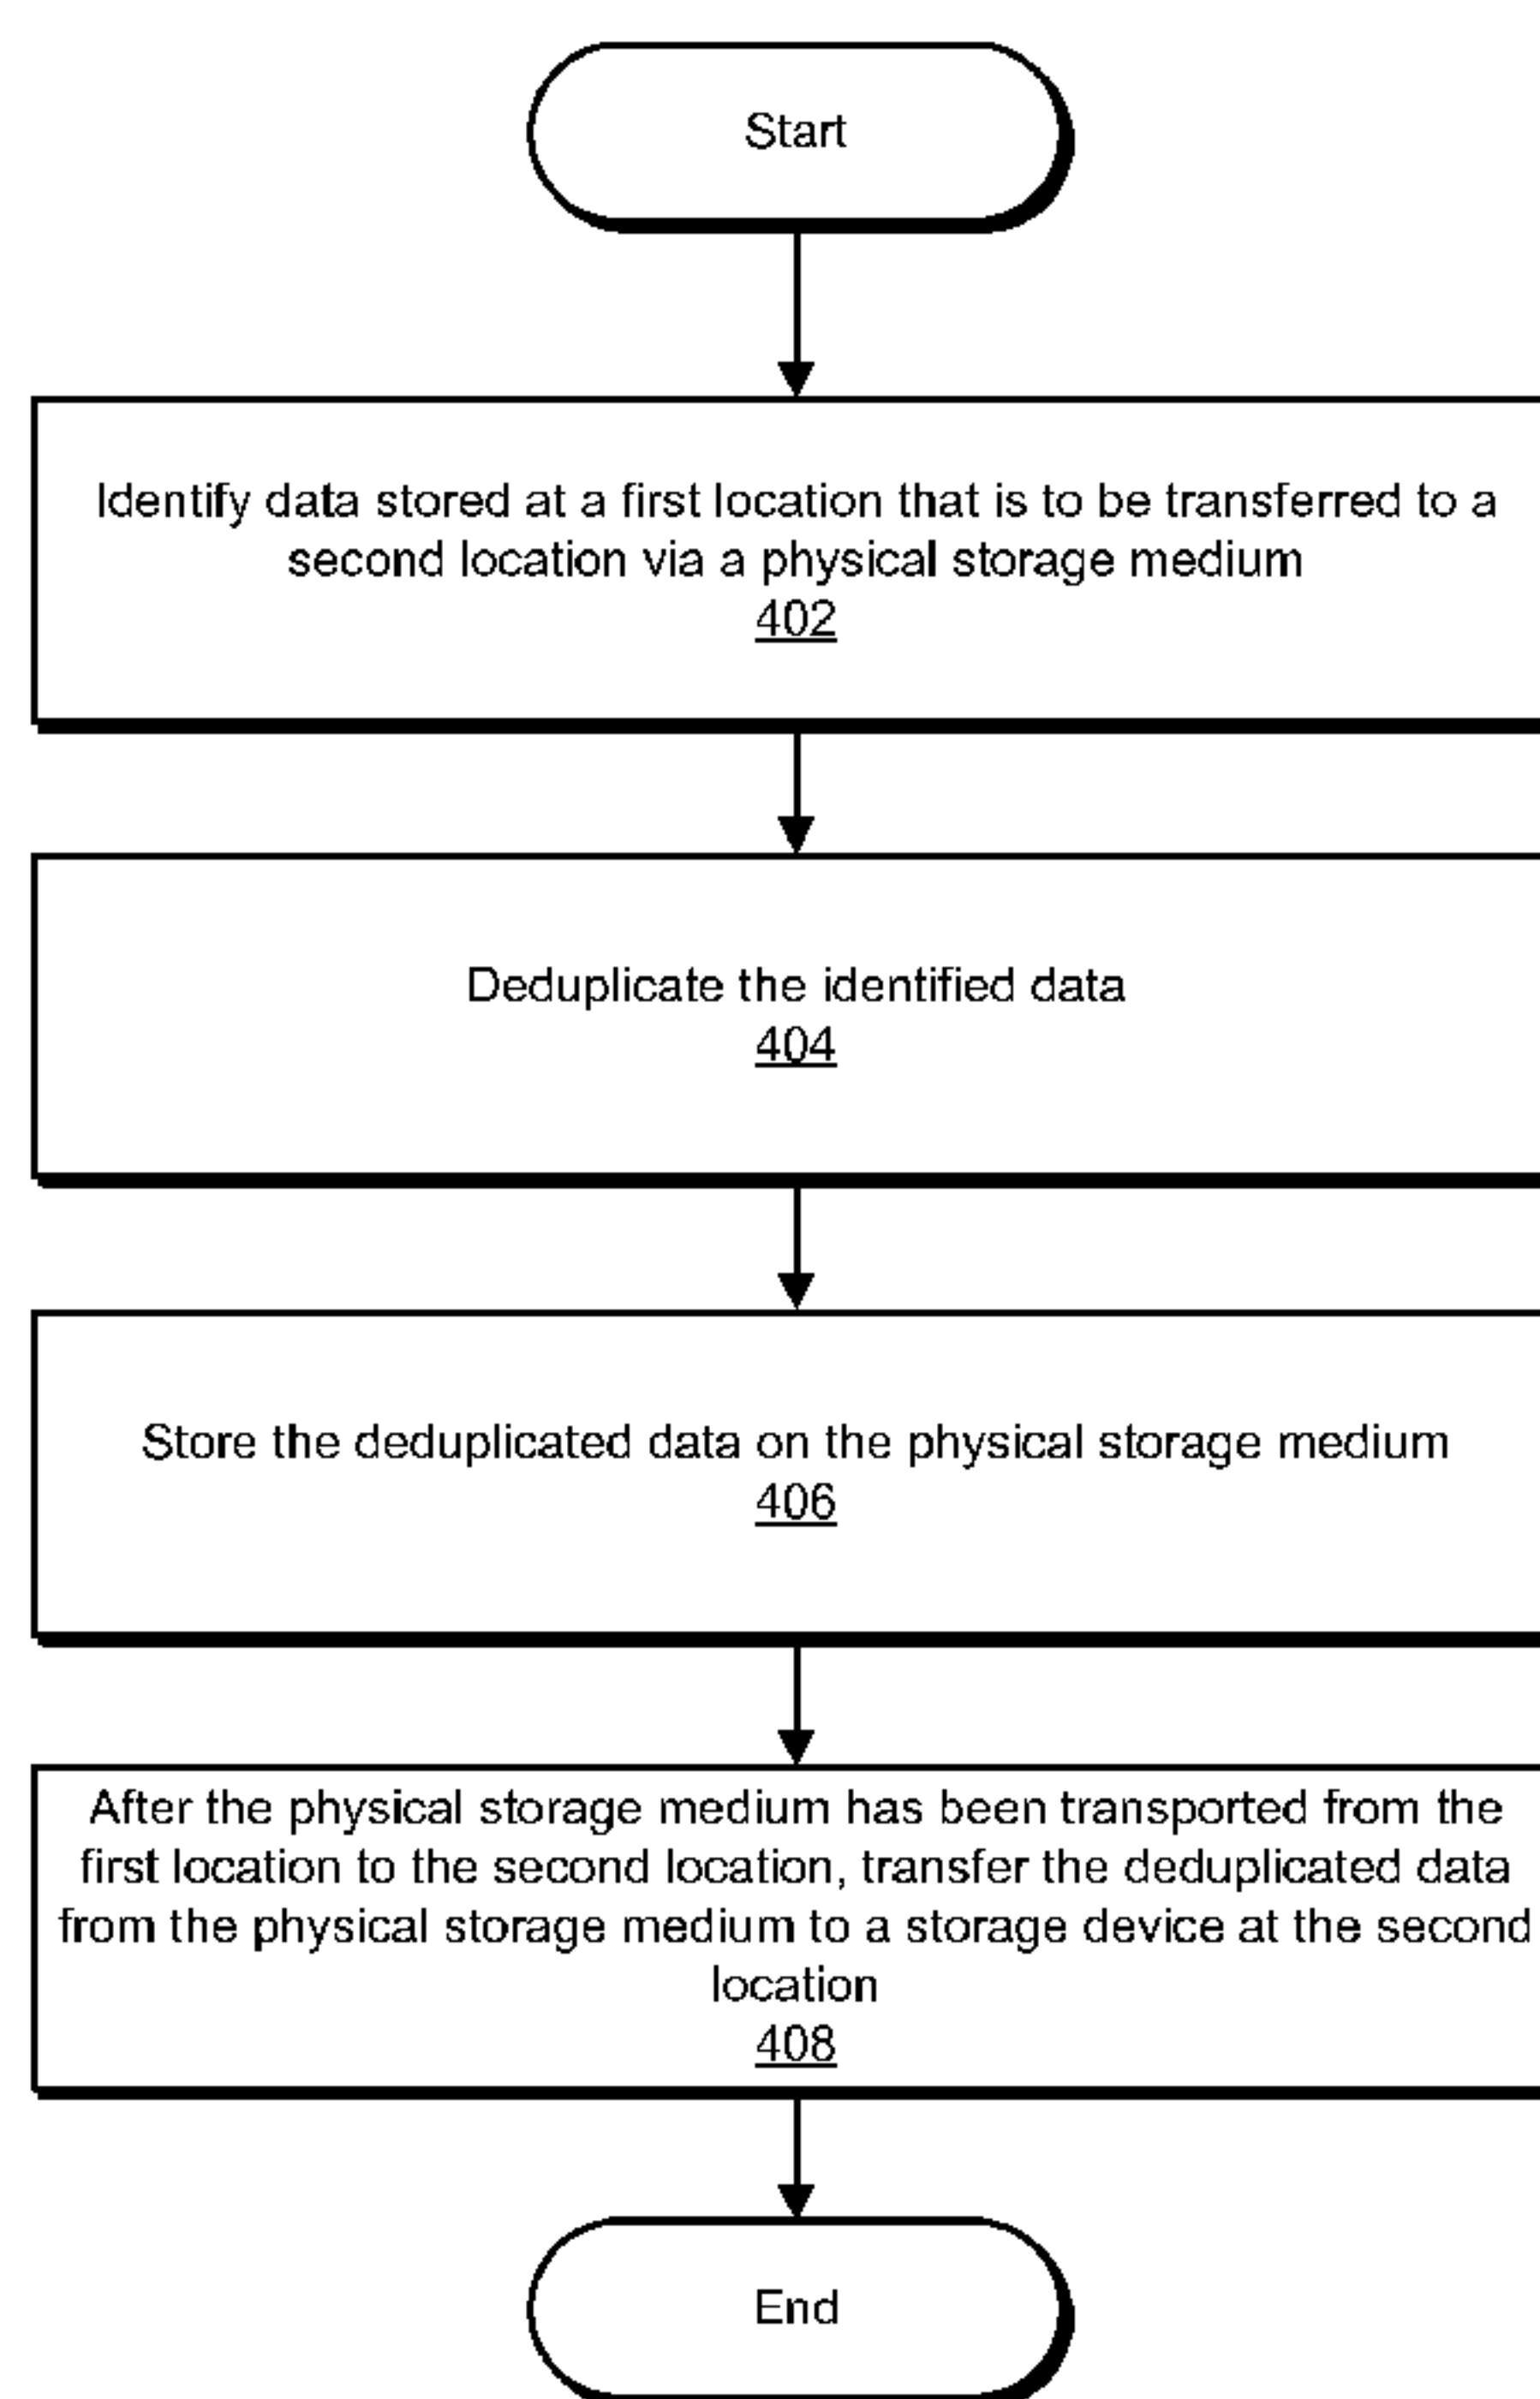 Start
Identify data stored at a first location that is to be transferred to a
second location via a physical storage medium
402
Deduplicate the identified data
404
Store the deduplicated data on the physical storage medium
406
After the physical storage medium has been transported from the
first location to the second location, transfer the deduplicated data
from the physical storage medium to a storage device at the second
location
408
End